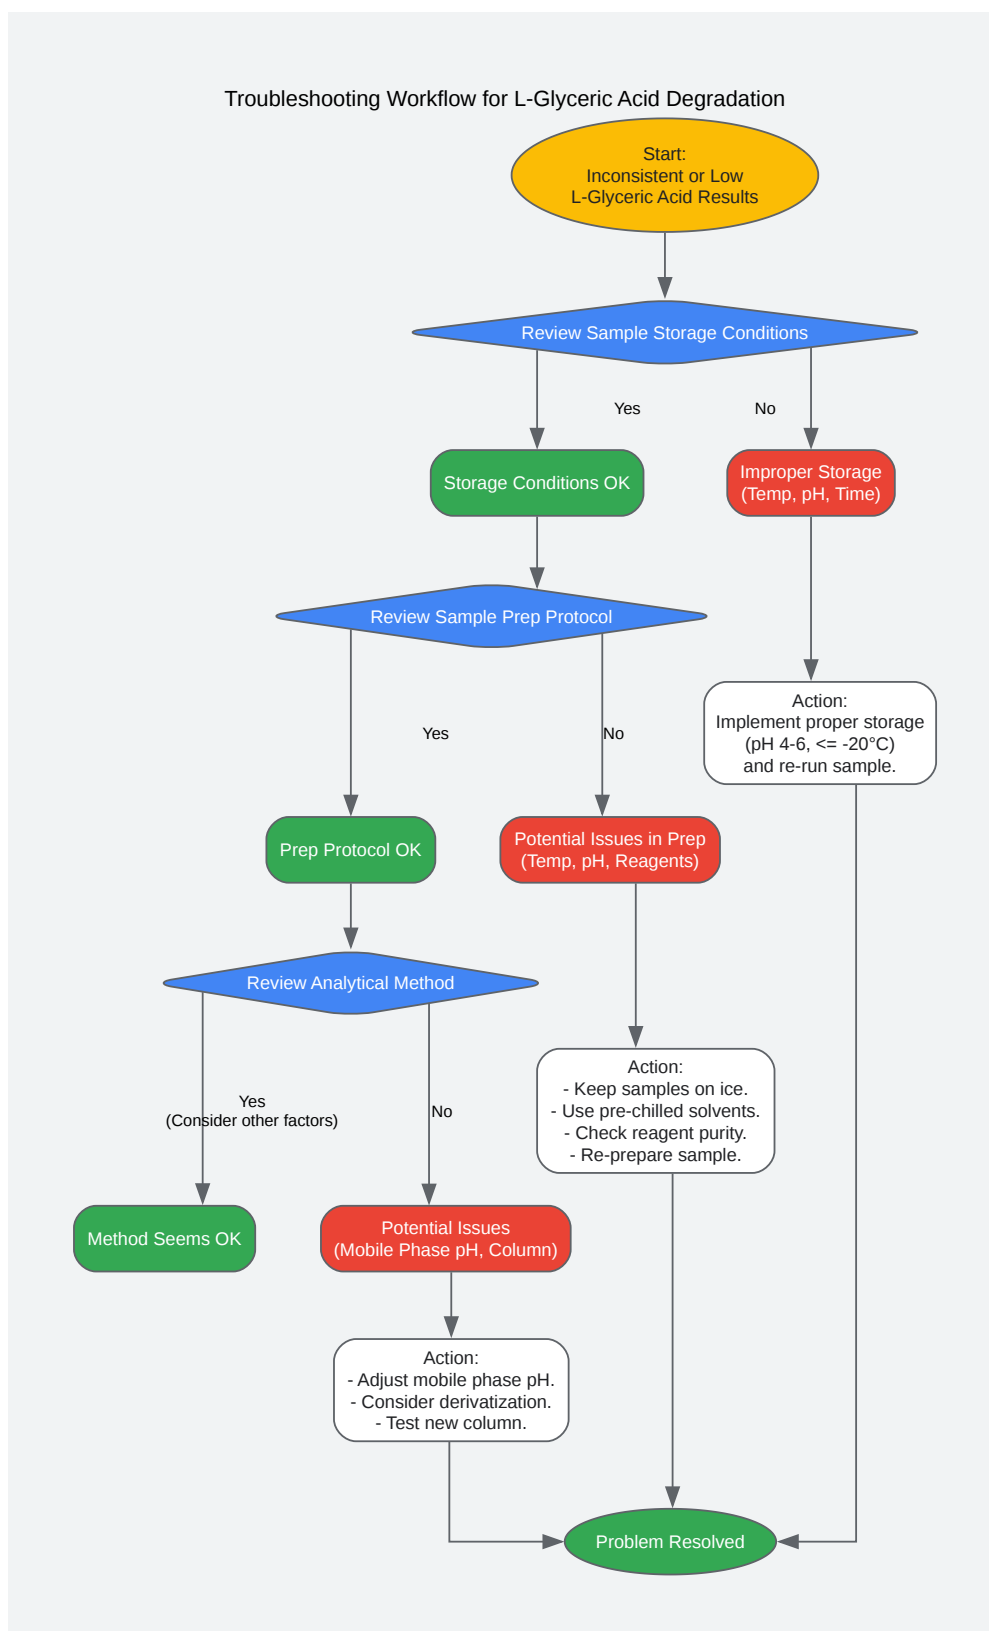 Troubleshooting Workflow for L-Glyceric Acid Degradation
Start:
Inconsistent or Low
L-Glyceric Acid Results
Review Sample Storage Conditions
Yes
No
Storage Conditions OK
Improper Storage
(Temp, pH, Time)
Review Sample Prep Protocol
Action:
Implement proper storage
(pH 4-6, <= -20°C)
and re-run sample.
Yes
No
Prep Protocol OK
Potential Issues in Prep
(Temp, pH, Reagents)
Review Analytical Method
Action:
- Keep samples on ice.
- Use pre-chilled solvents.
- Check reagent purity.
- Re-prepare sample.
Yes
(Consider other factors)
No
Method Seems OK
Potential Issues
(Mobile Phase pH, Column)
Action:
- Adjust mobile phase pH.
- Consider derivatization.
- Test new column.
Problem Resolved